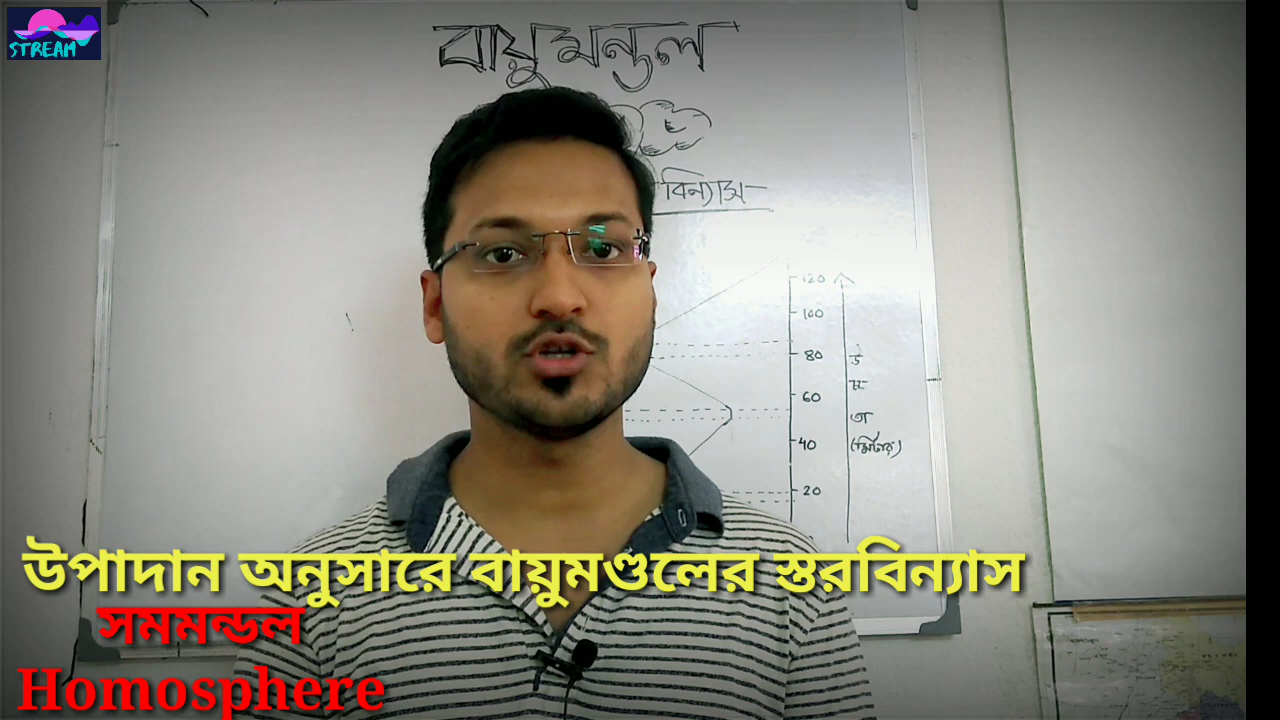 STREAM
বায়ুমন্ডল
বিন্যাস-
120
100
80
60
40
20
উ
চ্চ
তা
(মিটার)
উপাদান অনুসারে বায়ুমণ্ডলের স্তরবিন্যাস
সমমন্ডল
Homosphere